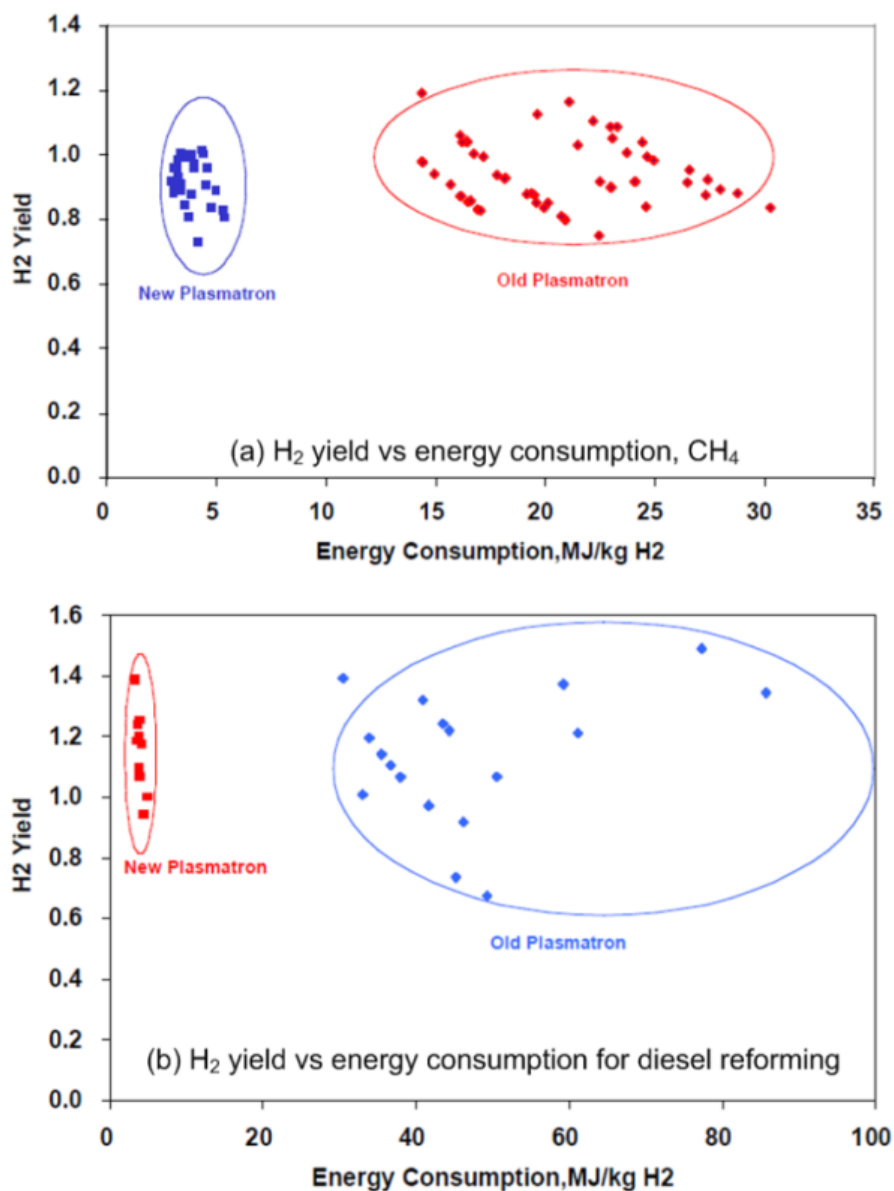 1.4
1.2
1.0
0.8
0.6
0.4
0.2
0.0
H2 Yield
New Plasmatron
Old Plasmatron
(a) H₂ yield vs energy consumption, CH₄
0 5 10 15 20 25 30 35
Energy Consumption,MJ/kg H2
1.6
1.4
1.2
1.0
0.8
0.6
0.4
0.2
0.0
H2 Yield
New Plasmatron
Old Plasmatron
(b) H₂ yield vs energy consumption for diesel reforming
0 20 40 60 80 100
Energy Consumption,MJ/kg H2